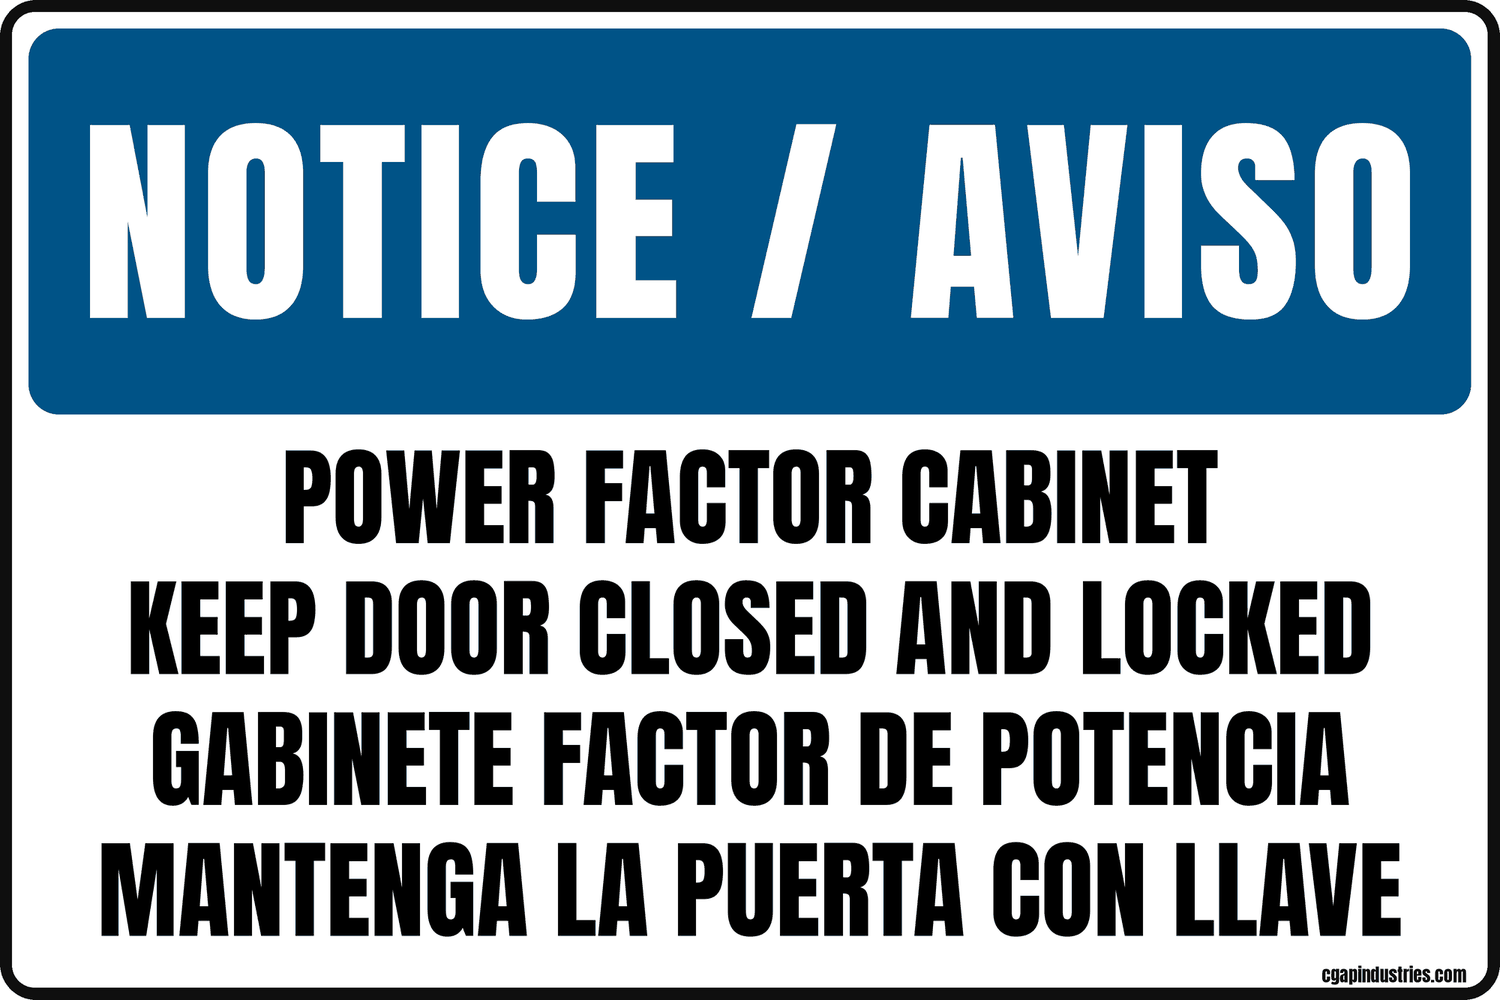 NOTICE / AVISO
POWER FACTOR CABINET
KEEP DOOR CLOSED AND LOCKED
GABINETE FACTOR DE POTENCIA
MANTENGA LA PUERTA CON LLAVE
cgapindustries.com